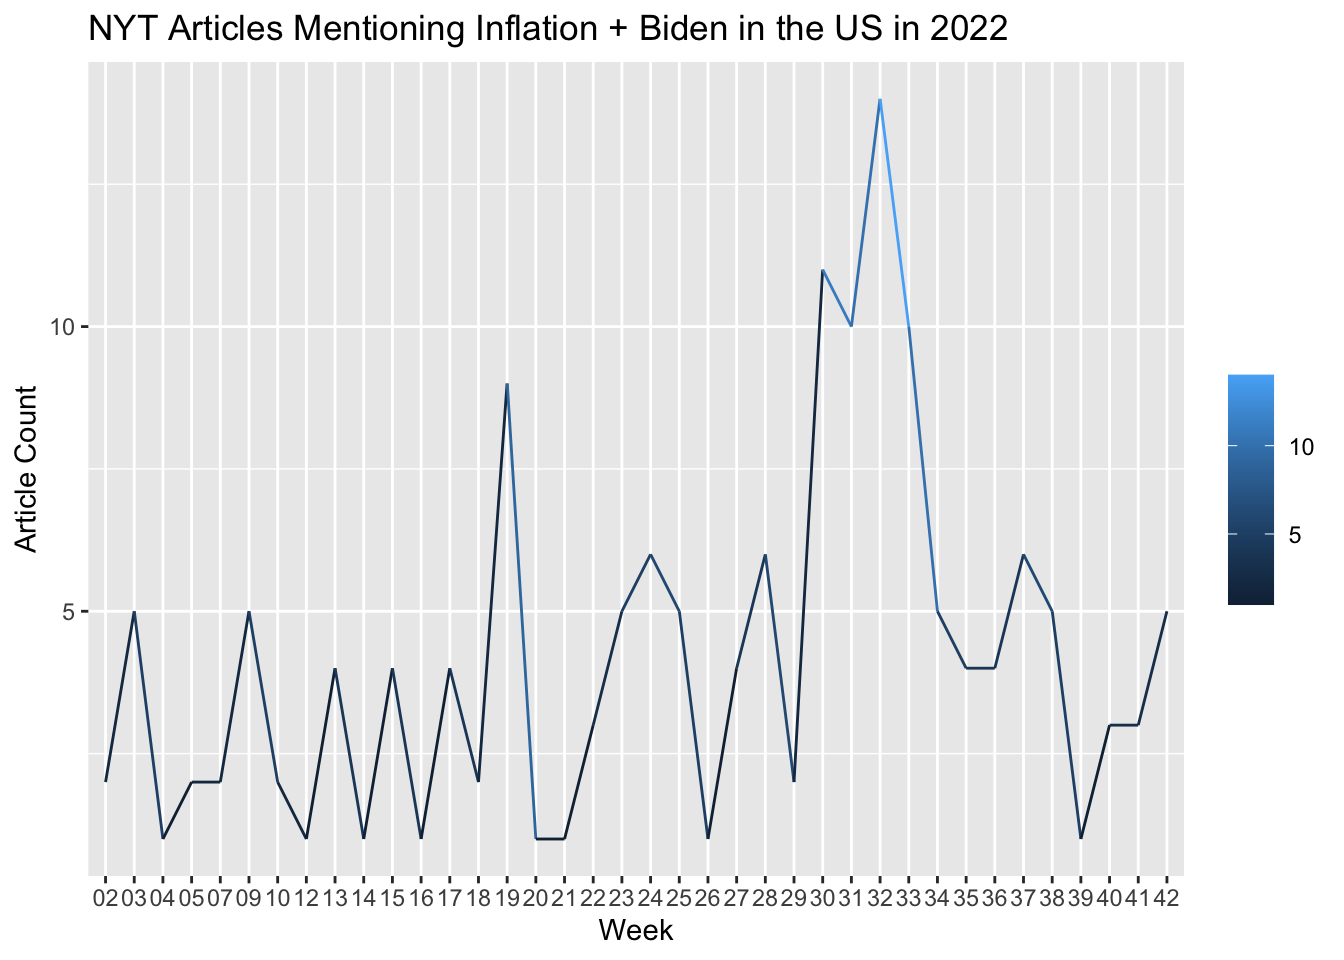 NYT Articles Mentioning Inflation + Biden in the US in 2022
Article Count
10
5
10
5
02 03 04 05 07 09 10 12 13 14 15 16 17 18 19 20 21 22 23 24 25 26 27 28 29 30 31 32 33 34 35 36 37 38 39 40 41 42
Week